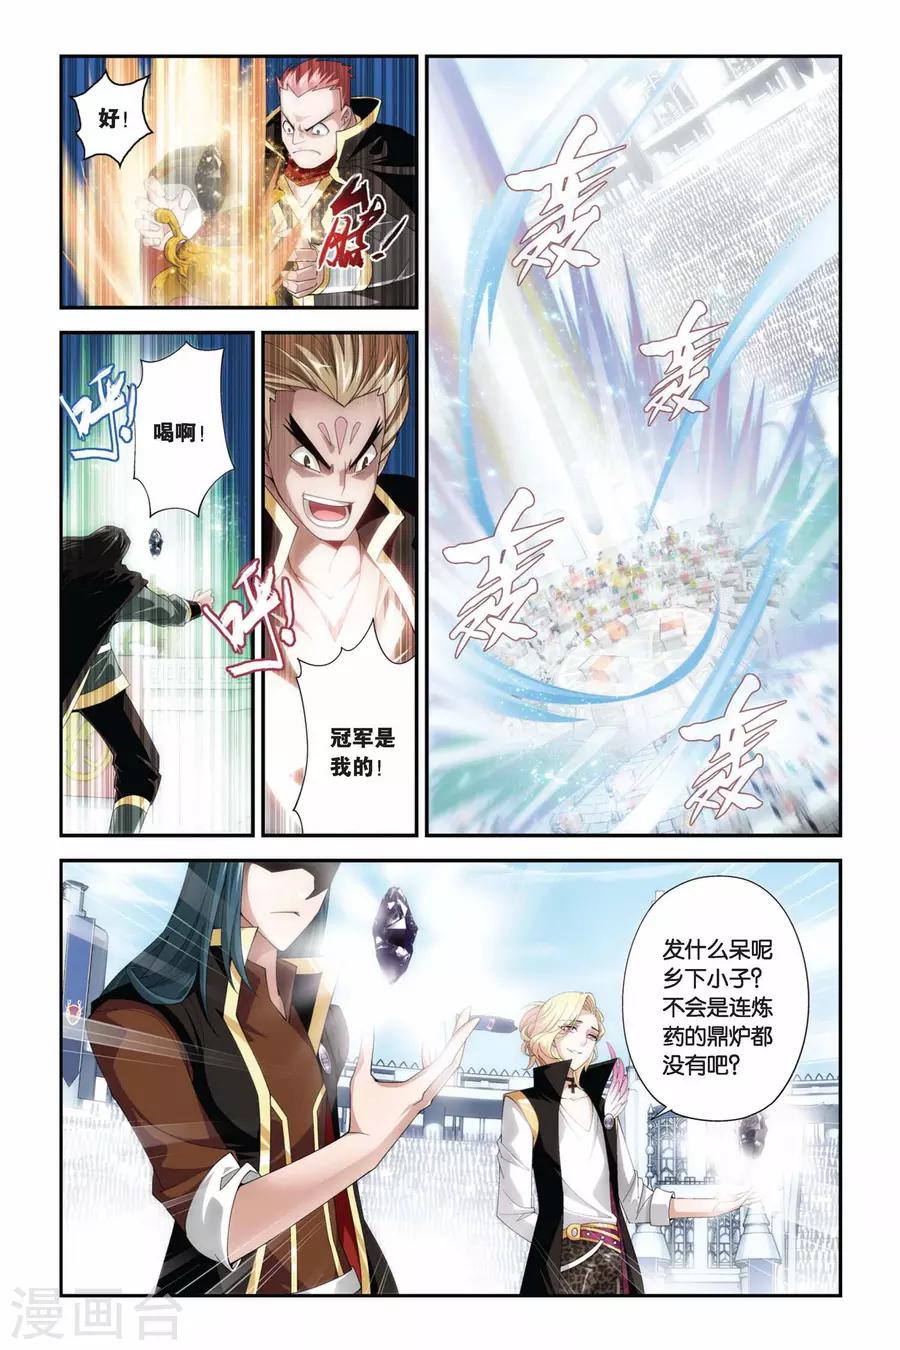 好！
熊！
轰
轰
轰
轰
喝啊！
呼！
呼！
冠军是
我的！
发什么呆呢
乡下小子？
不会是连炼
药的鼎炉都
没有吧？
漫画台